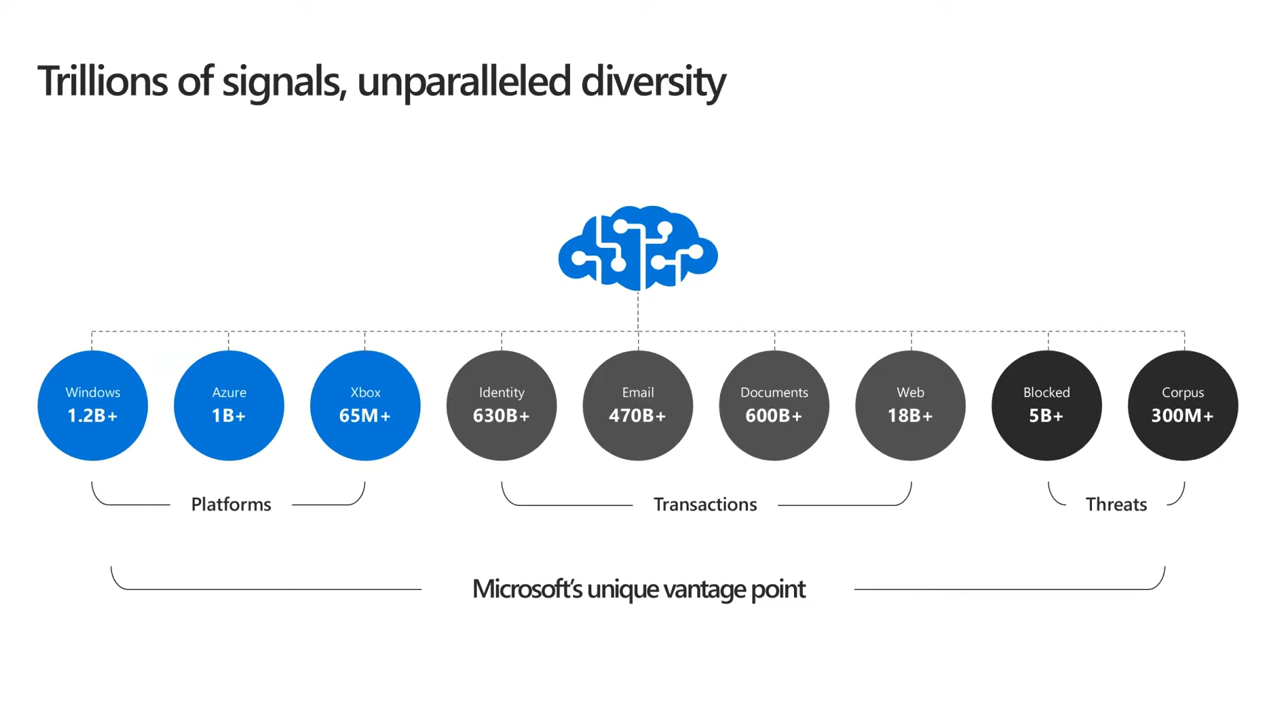 Trillions of signals, unparalleled diversity
Windows
1.2B+
Azure
1B+
Xbox
65M+
Identity
630B+
Email
470B+
Documents
600B+
Web
18B+
Blocked
5B+
Corpus
300M+
Platforms
Transactions
Threats
Microsoft's unique vantage point